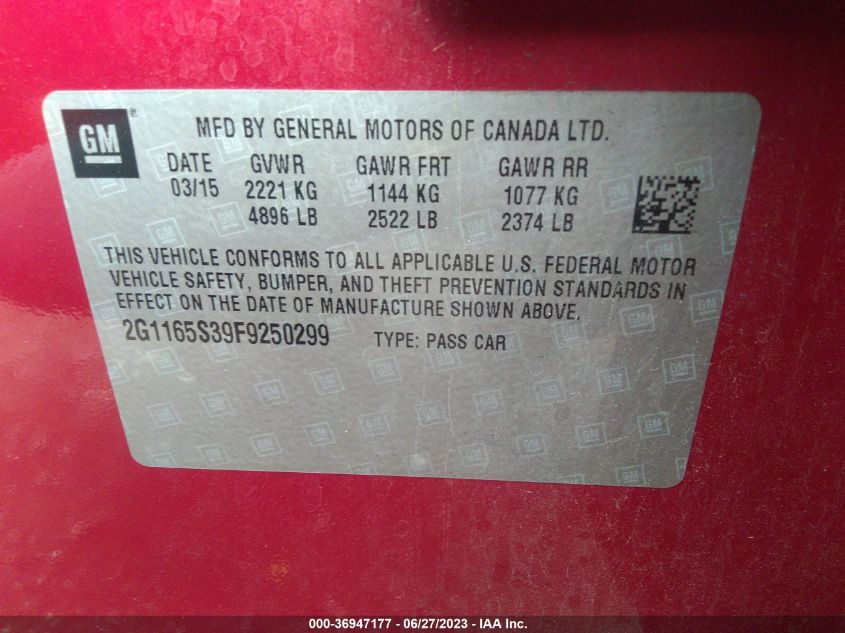 GM ®
MFD BY GENERAL MOTORS OF CANADA LTD.
DATE GVWR GAWR FRT GAWR RR
03/15 2221 KG 1144 KG 1077 KG
4896 LB 2522 LB 2374 LB
THIS VEHICLE CONFORMS TO ALL APPLICABLE U.S. FEDERAL MOTOR
VEHICLE SAFETY, BUMPER, AND THEFT PREVENTION STANDARDS IN
EFFECT ON THE DATE OF MANUFACTURE SHOWN ABOVE.
2G1165S39F9250299 TYPE: PASS CAR
000-36947177 - 06/27/2023 - IAA Inc.